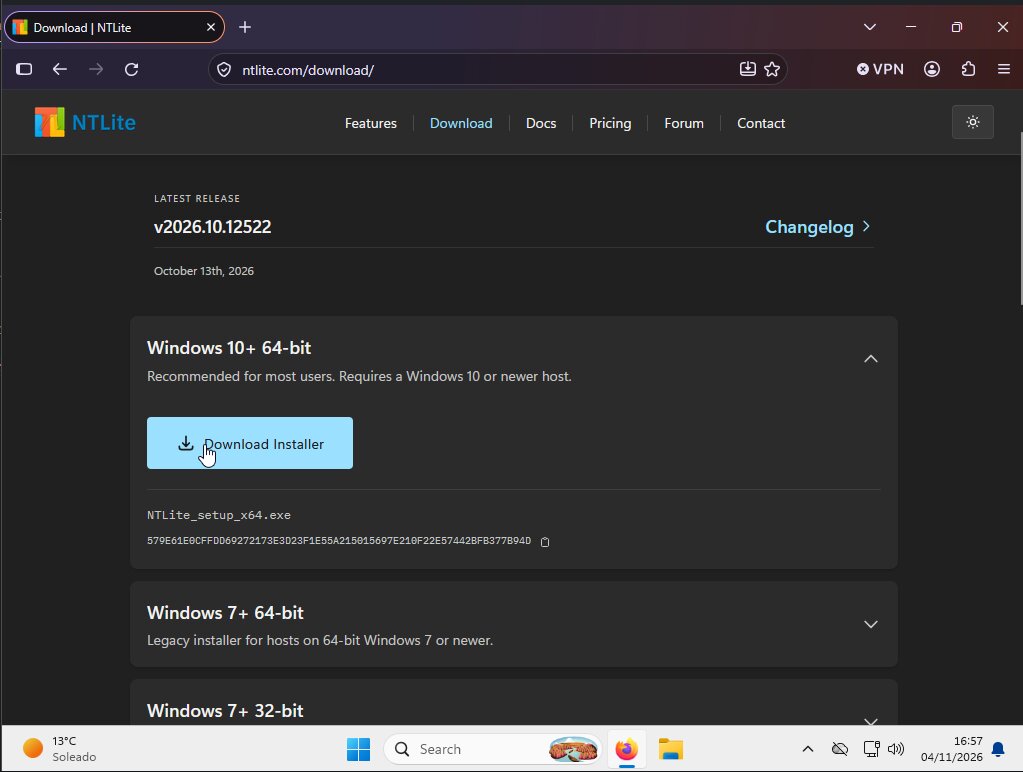 Download | NTLite
ntlite.com/download/
VPN
NTLite
Features
Download
Docs
Pricing
Forum
Contact
LATEST RELEASE
v2026.10.12522
Changelog
October 13th, 2026
Windows 10+ 64-bit
Recommended for most users. Requires a Windows 10 or newer host.
Download Installer
NTLite_setup_x64.exe
579E61E0CFFDD69272173E3D23F1E55A215015697E210F22E57442BFB377B94D
Windows 7+ 64-bit
Legacy installer for hosts on 64-bit Windows 7 or newer.
Windows 7+ 32-bit
13°C
Soleado
Search
16:57
04/11/2026